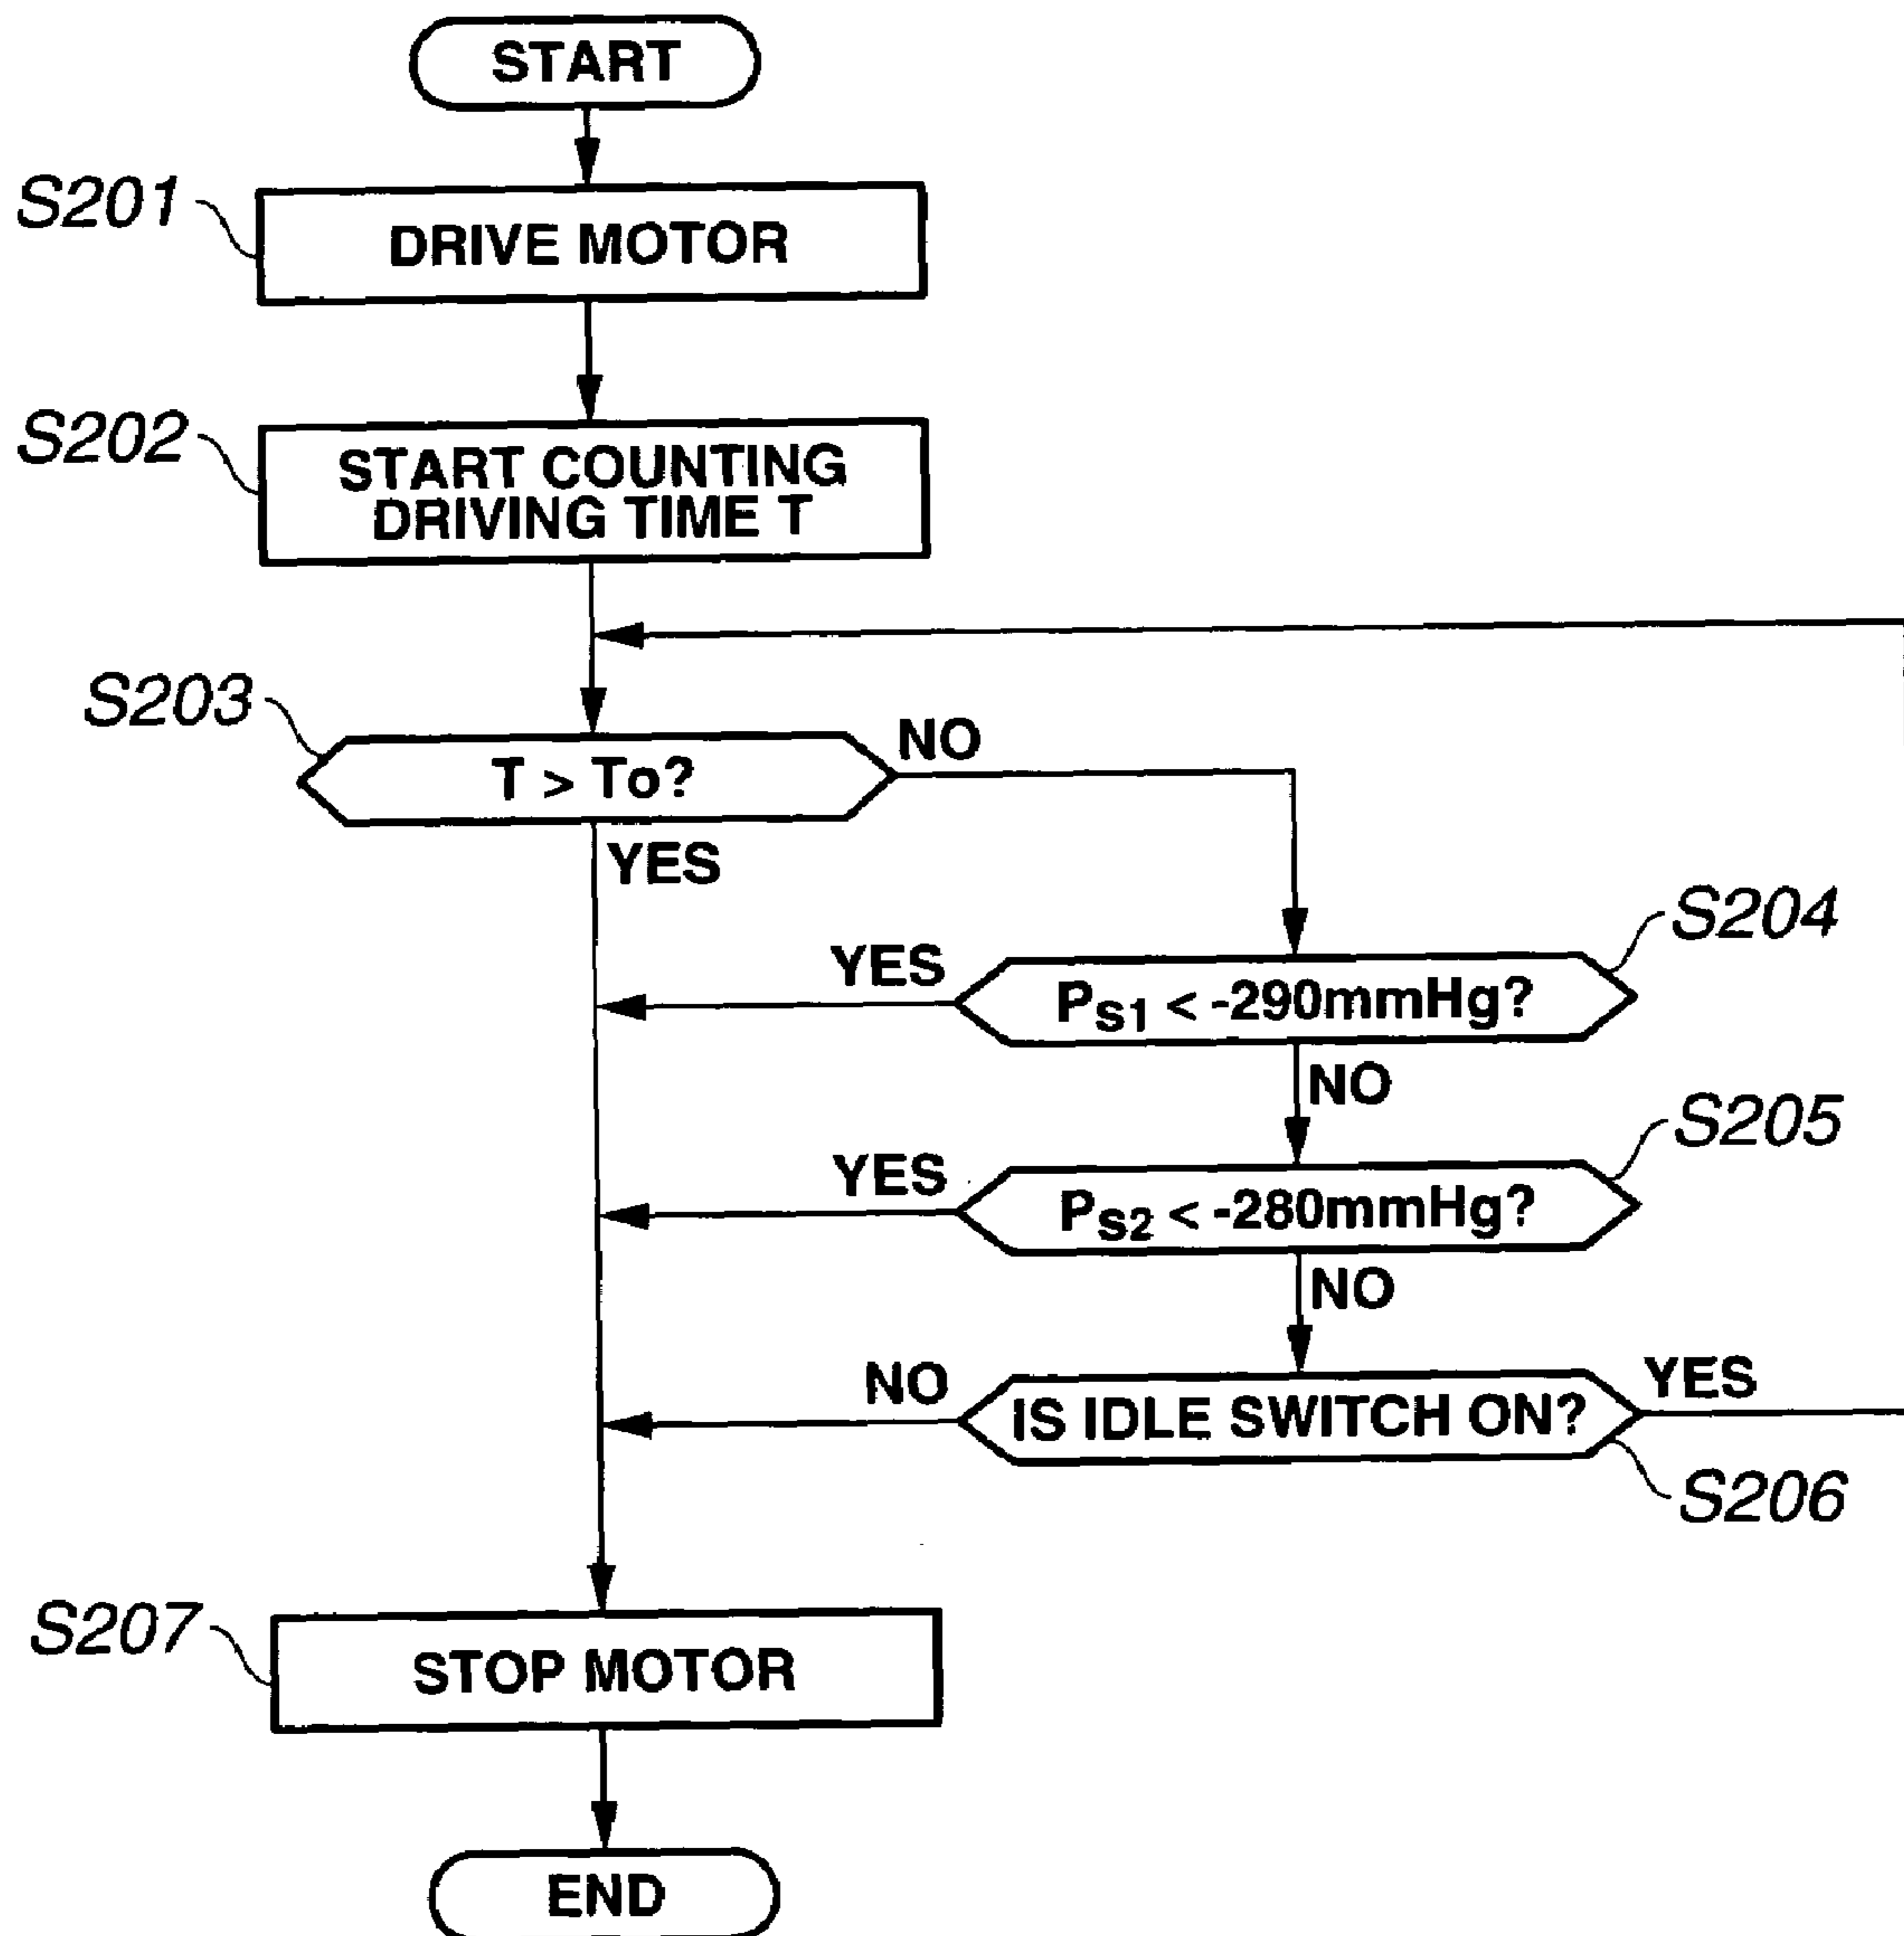 START
S201
DRIVE MOTOR
S202
START COUNTING
DRIVING TIME T
S203
T > To?
NO
YES
S204
YES
PS1 < -290mmHg?
NO
S205
YES
PS2 < -280mmHg?
NO
NO
IS IDLE SWITCH ON?
YES
S206
S207
STOP MOTOR
END